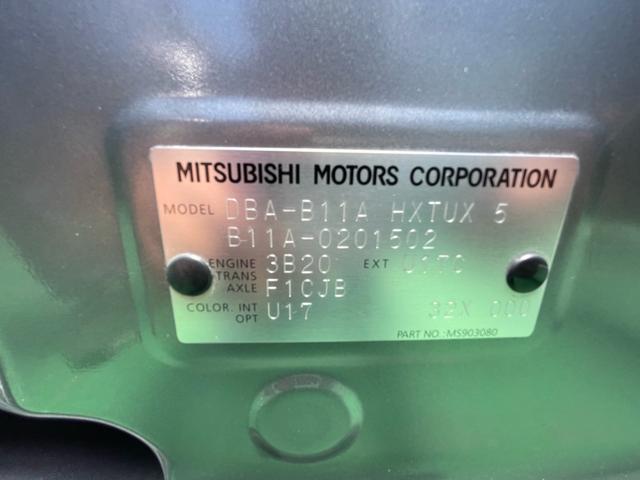 MITSUBISHI MOTORS CORPORATION
MODEL DBA-B11A HXTUX 5
B11A-0201502
ENGINE 3B20 EXT U17C
TRANS
AXLE F1CJB
COLOR. INT U17 32X 000
OPT
PART NO.:MS903080